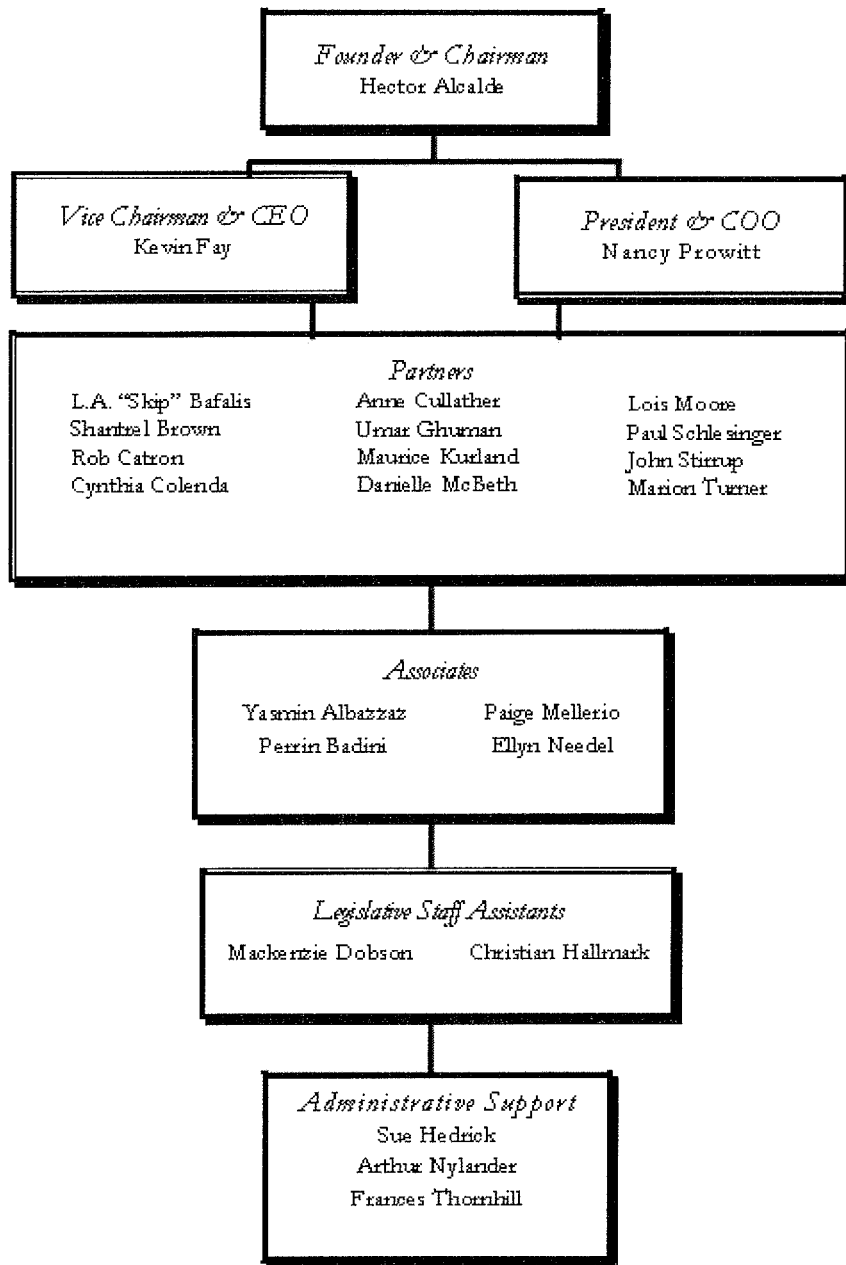 Founder & Chairman
Hector Alcalde
Vice Chairman & CEO
Kevin Fay
President & COO
Nancy Prowitt
Partners
L.A. “Skip” Bafalis
Shantrel Brown
Rob Catron
Cynthia Colenda
Anne Cullather
Umar Ghuman
Maurice Kurland
Danielle McBeth
Lois Moore
Paul Schlesinger
John Stirrup
Marion Turner
Associates
Yasmin Albazzaz
Perrin Badini
Paige Mellerio
Ellyn Needel
Legislative Staff Assistants
Mackenzie Dobson
Christian Hallmark
Administrative Support
Sue Hedrick
Arthur Nylander
Frances Thornhill